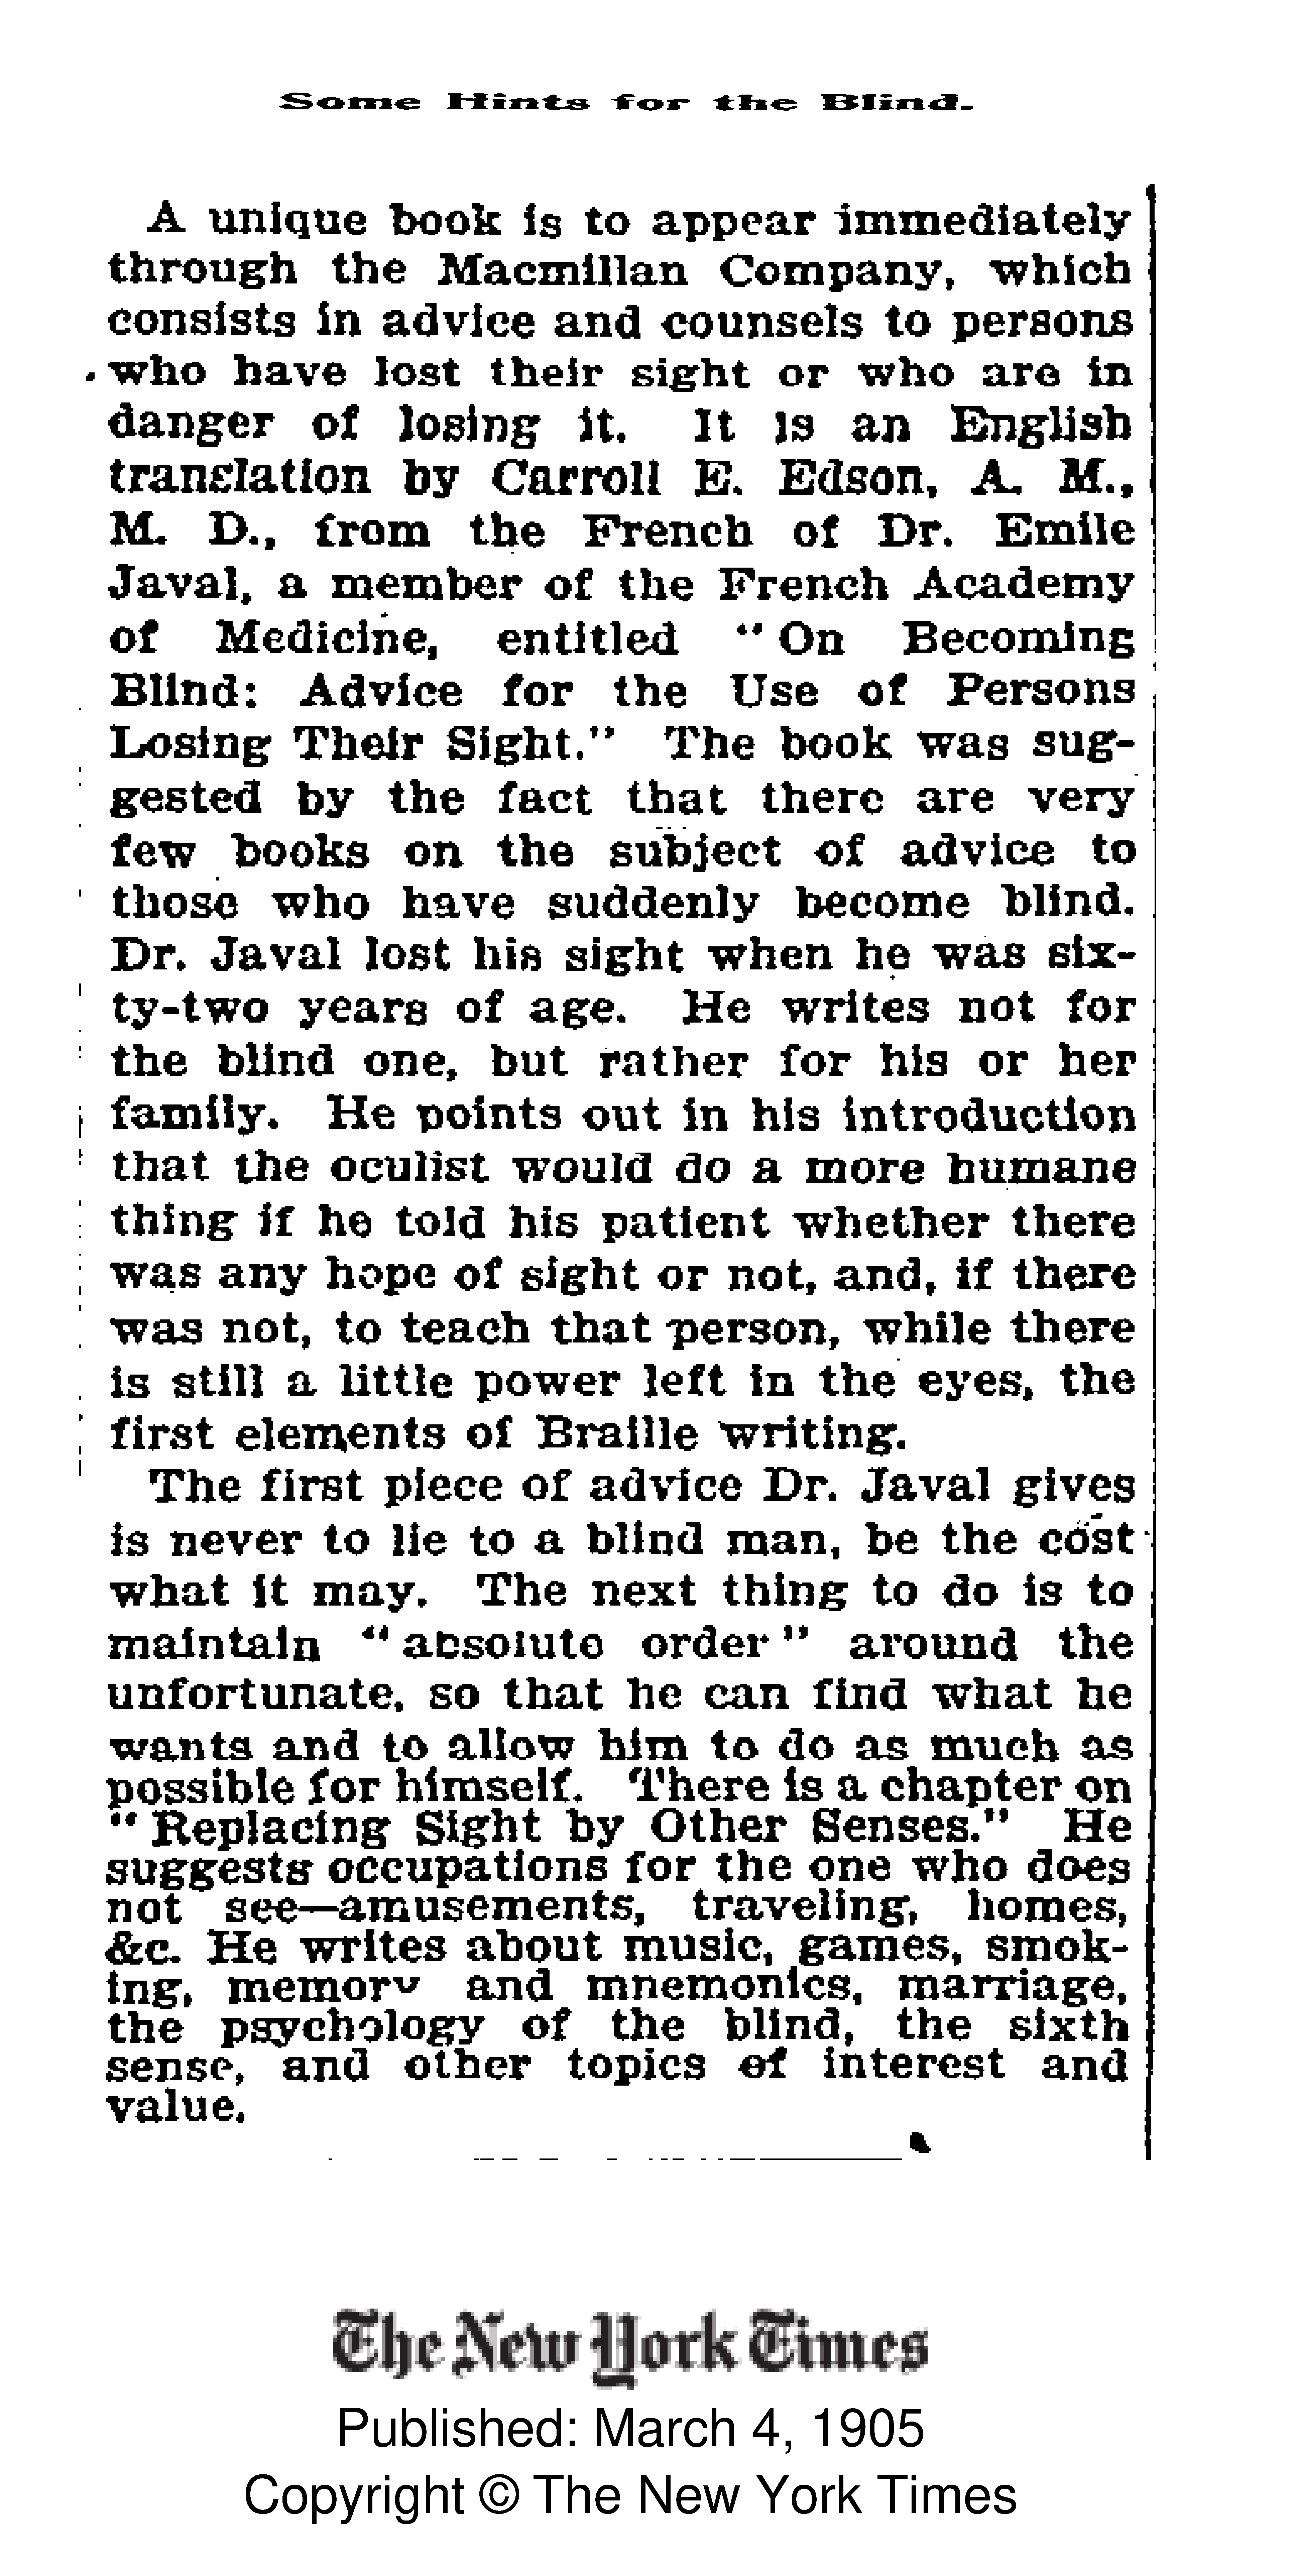 Some Hints for the Blind.
A unique book is to appear immediately
through the Macmillan Company, which
consists in advice and counsels to persons
who have lost their sight or who are in
danger of losing it. It is an English
translation by Carroll E. Edson, A. M.,
M. D., from the French of Dr. Emile
Javal, a member of the French Academy
of Medicine, entitled "On Becoming
Blind: Advice for the Use of Persons
Losing Their Sight." The book was sug-
gested by the fact that there are very
few books on the subject of advice to
those who have suddenly become blind.
Dr. Javal lost his sight when he was six-
ty-two years of age. He writes not for
the blind one, but rather for his or her
family. He points out in his introduction
that the oculist would do a more humane
thing if he told his patient whether there
was any hope of sight or not, and, if there
was not, to teach that person, while there
is still a little power left in the eyes, the
first elements of Braille writing.
The first piece of advice Dr. Javal gives
is never to lie to a blind man, be the cost
what it may. The next thing to do is to
maintain "absolute order" around the
unfortunate, so that he can find what he
wants and to allow him to do as much as
possible for himself. There is a chapter on
"Replacing Sight by Other Senses." He
suggests occupations for the one who does
not see—amusements, traveling, homes,
&c. He writes about music, games, smok-
ing, memory and mnemonics, marriage,
the psychology of the blind, the sixth
sense, and other topics of interest and
value.
The New York Times
Published: March 4, 1905
Copyright © The New York Times